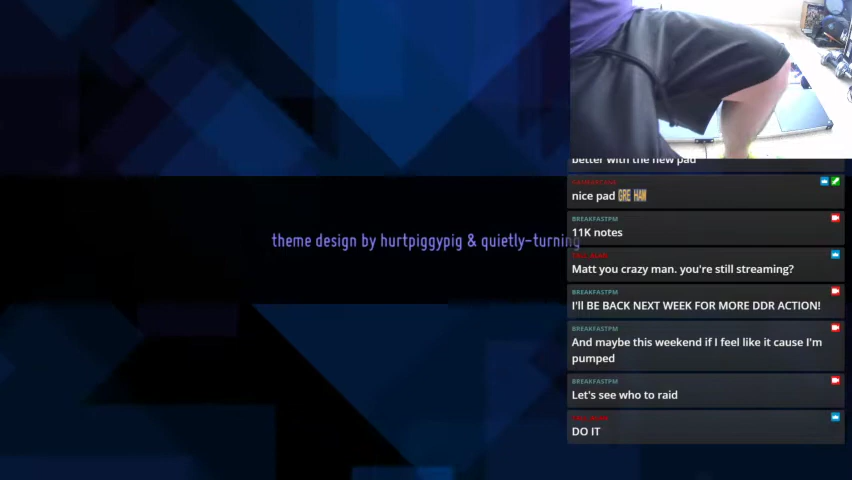 theme design by hurtpiggypig & quietly-turning
better with the new pad
nice pad GRE HAM
BREAKFASTPM
11K notes
Matt you crazy man. you're still streaming?
BREAKFASTPM
I'll BE BACK NEXT WEEK FOR MORE DDR ACTION!
BREAKFASTPM
And maybe this weekend if I feel like it cause I'm
pumped
BREAKFASTPM
Let's see who to raid
DO IT